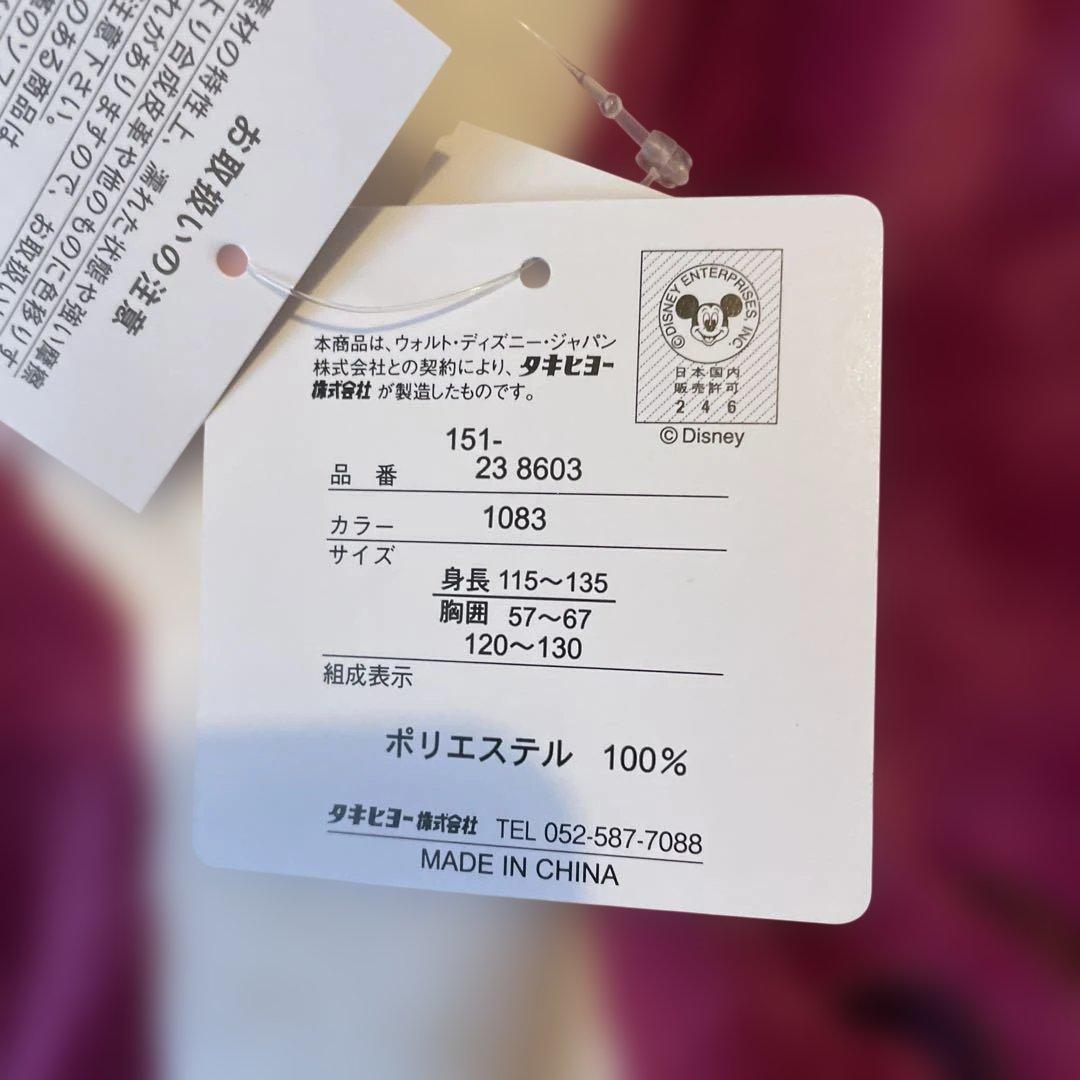 お取扱いの注意
素材の特性上、濡れた状態や強い摩擦
より合成皮革や他のものに色移りす
れがありますので、お取扱い
注意下さい。
のある商品は
本商品は、ウォルト・ディズニー・ジャパン
株式会社との契約により、タキヒヨー
株式会社 が製造したものです。
©DISNEY ENTERPRISES, INC.
日本国内
販売許可
2 4 6
©Disney
151-
品 番 23 8603
カラー 1083
サイズ
身長 115～135
胸囲 57～67
120～130
組成表示
ポリエステル 100%
タキヒヨー株式会社 TEL 052-587-7088
MADE IN CHINA